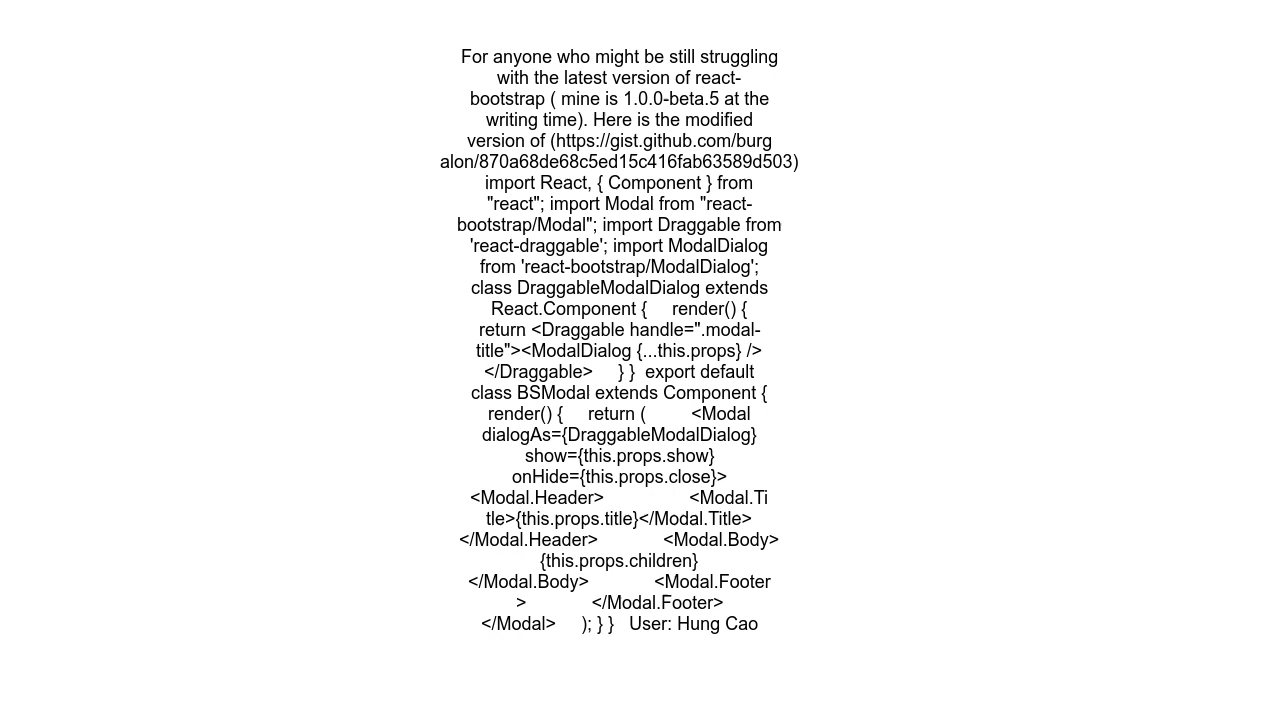 For anyone who might be still struggling
with the latest version of react-
bootstrap ( mine is 1.0.0-beta.5 at the
writing time). Here is the modified
version of (https://gist.github.com/burg
alon/870a68de68c5ed15c416fab63589d503)
import React, { Component } from
"react"; import Modal from "react-
bootstrap/Modal"; import Draggable from
'react-draggable'; import ModalDialog
from 'react-bootstrap/ModalDialog';
class DraggableModalDialog extends
React.Component {     render() {
return <Draggable handle=".modal-
title"><ModalDialog {...this.props} />
</Draggable>     } }  export default
class BSModal extends Component {
render() {     return (         <Modal
dialogAs={DraggableModalDialog}
show={this.props.show}
onHide={this.props.close}>
<Modal.Header>                 <Modal.Ti
tle>{this.props.title}</Modal.Title>
</Modal.Header>             <Modal.Body>
{this.props.children}
</Modal.Body>             <Modal.Footer
>             </Modal.Footer>
</Modal>     ); } }   User: Hung Cao